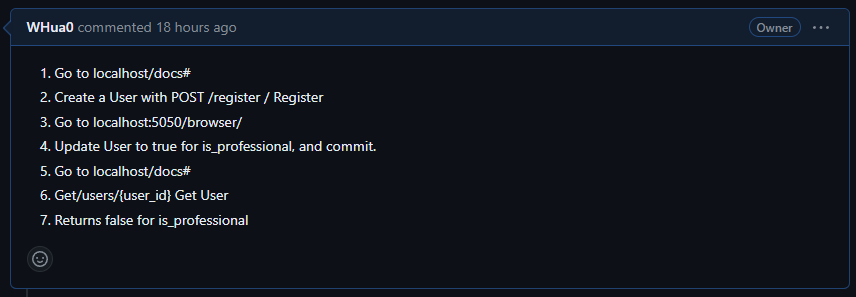 WHua0 commented 18 hours ago Owner ...
1. Go to localhost/docs#
2. Create a User with POST /register / Register
3. Go to localhost:5050/browser/
4. Update User to true for is_professional, and commit.
5. Go to localhost/docs#
6. Get/users/{user_id} Get User
7. Returns false for is_professional